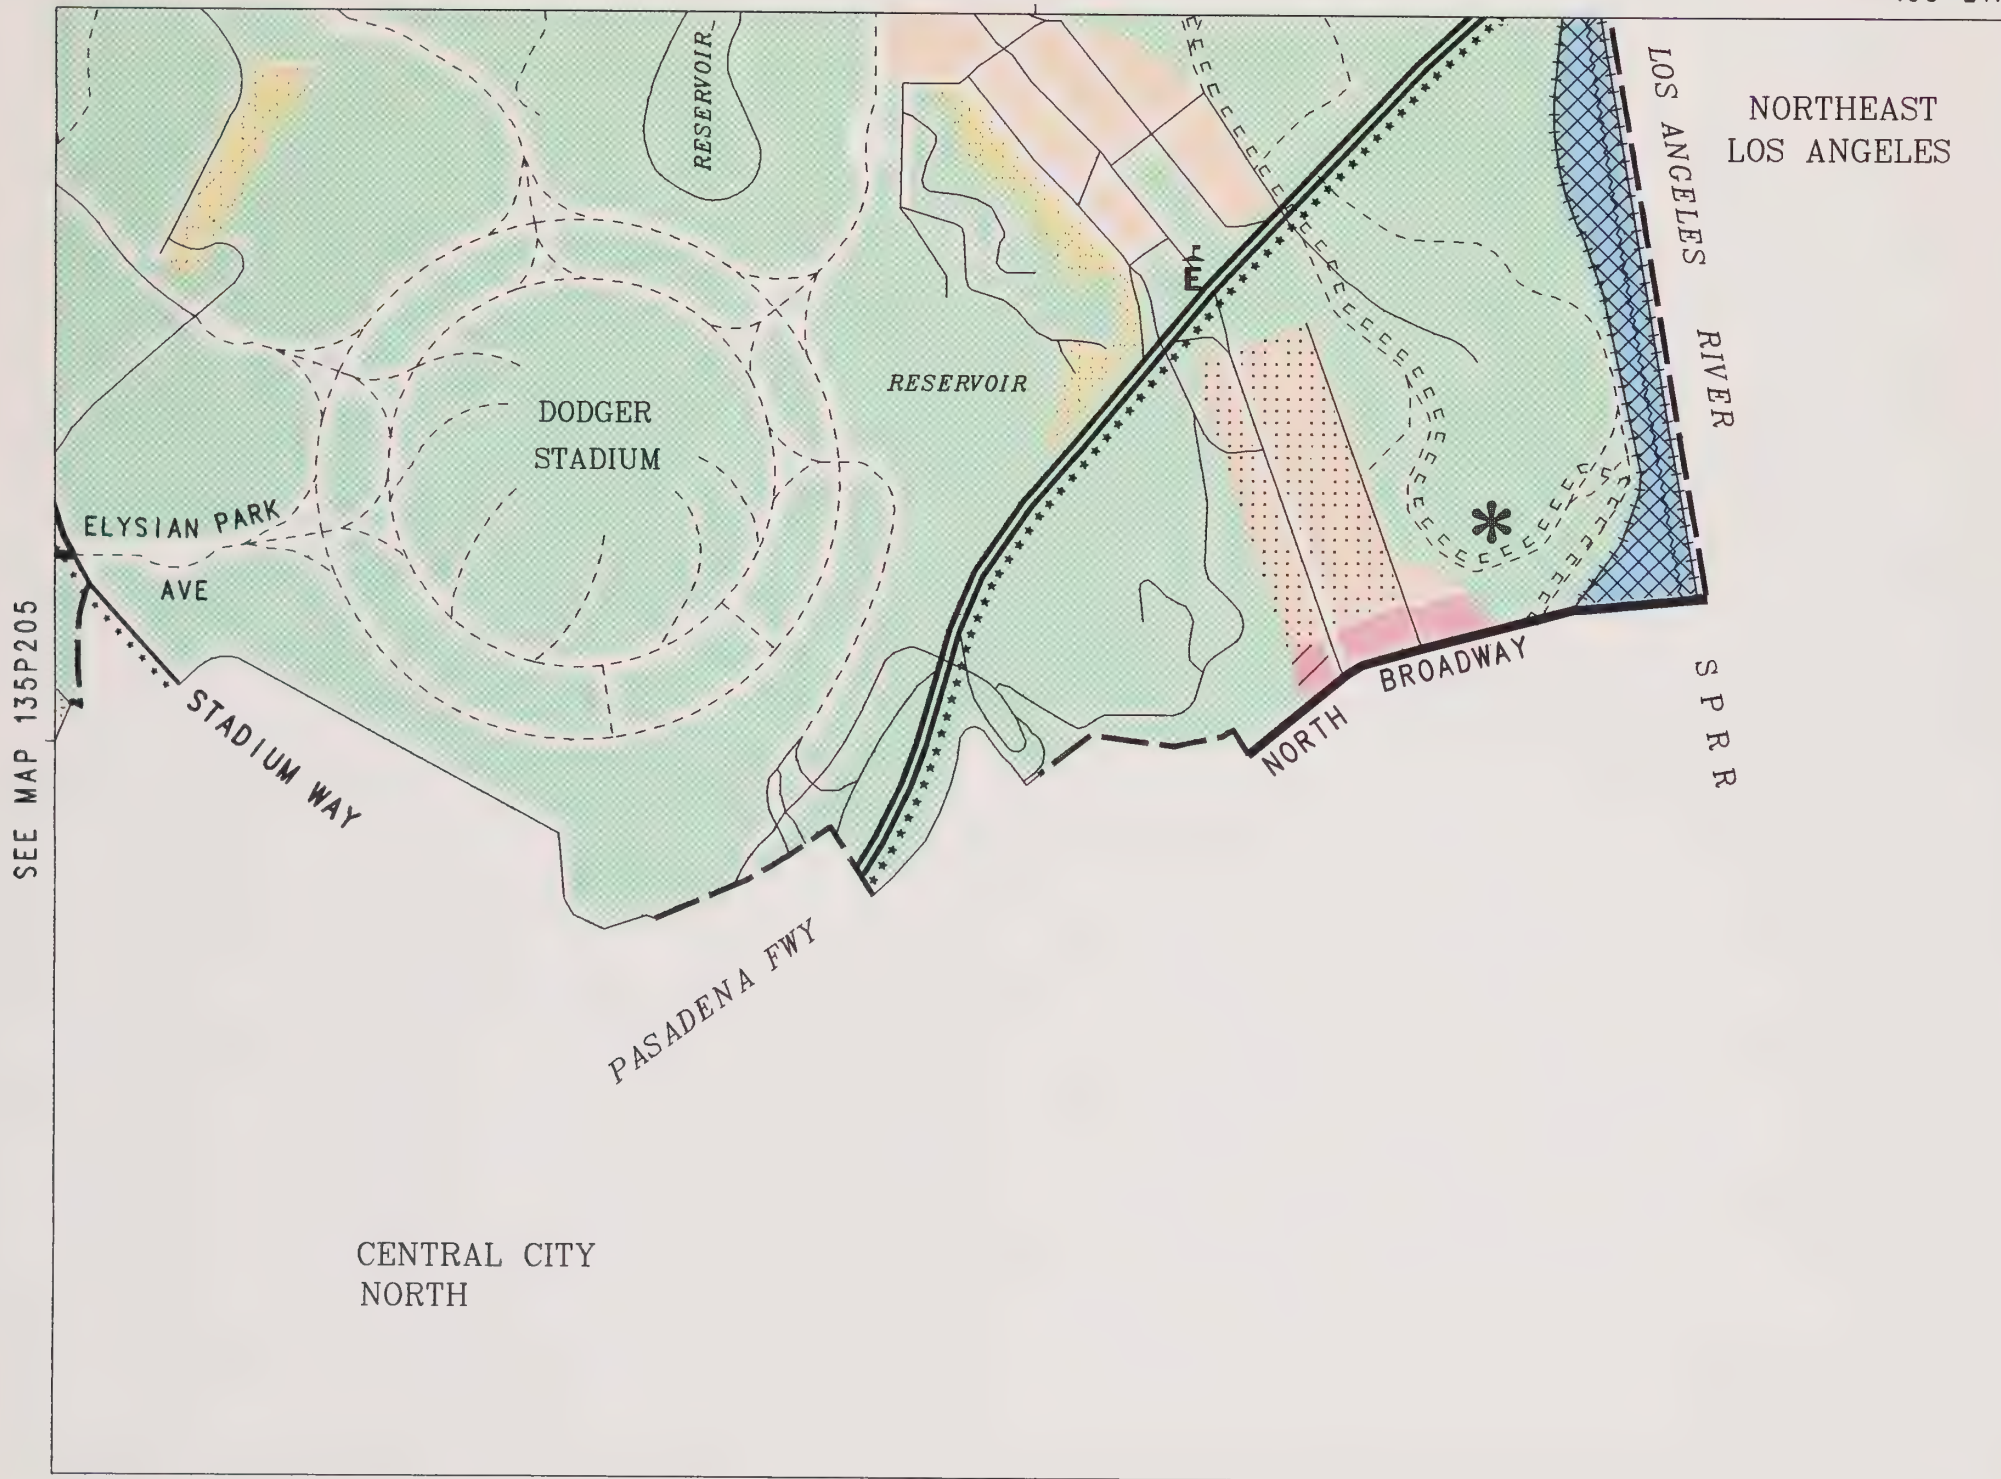 NORTHEAST
LOS ANGELES
LOS ANGELES RIVER
RESERVOIR
RESERVOIR
DODGER
STADIUM
E
ELYSIAN PARK
AVE
SEE MAP 135P205
STADIUM WAY
NORTH BROADWAY
S P R R
PASADENA FWY
CENTRAL CITY
NORTH